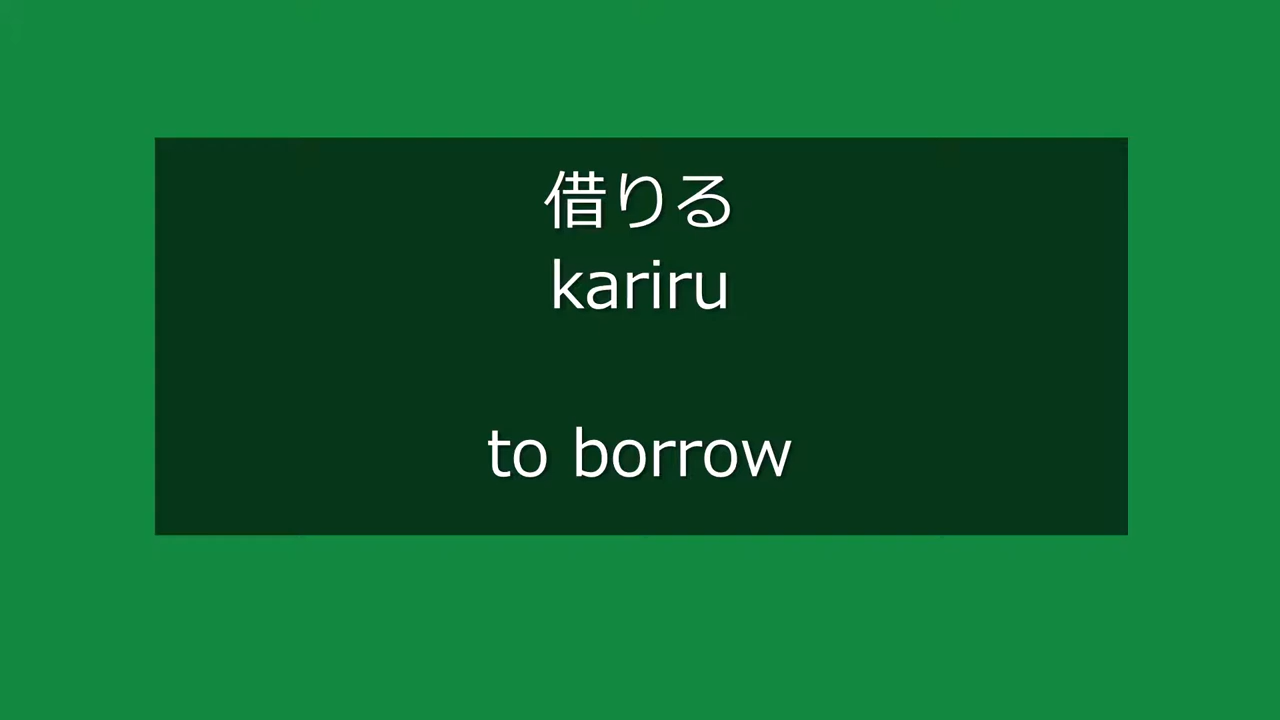 借りる
kariru
to borrow